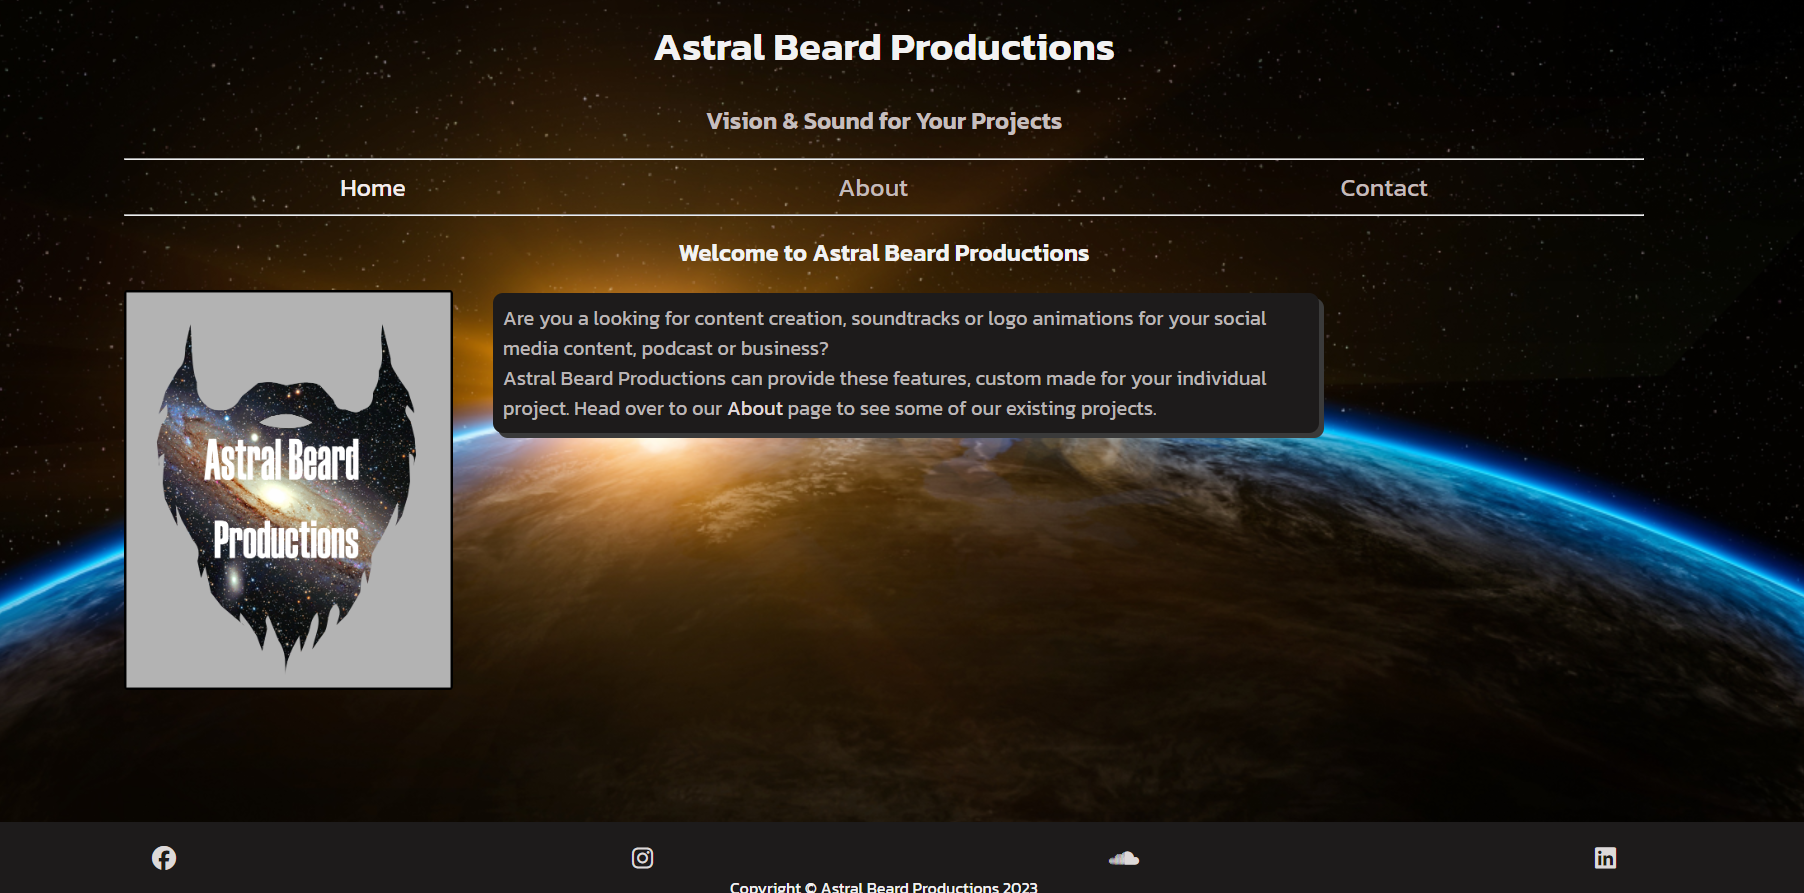 Astral Beard Productions
Vision & Sound for Your Projects
Home About Contact
Welcome to Astral Beard Productions
Astral Beard
Productions
Are you a looking for content creation, soundtracks or logo animations for your social
media content, podcast or business?
Astral Beard Productions can provide these features, custom made for your individual
project. Head over to our About page to see some of our existing projects.
Copyright © Astral Beard Productions 2023